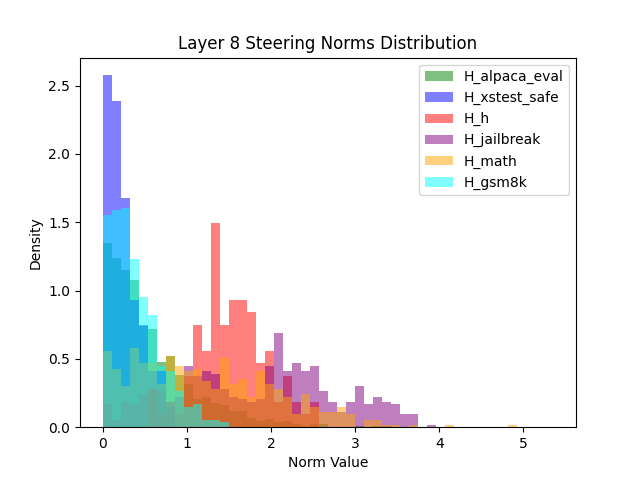 Layer 8 Steering Norms Distribution
H_alpaca_eval
H_xstest_safe
H_h
H_jailbreak
H_math
H_gsm8k
Density
2.5
2.0
1.5
1.0
0.5
0.0
0 1 2 3 4 5
Norm Value